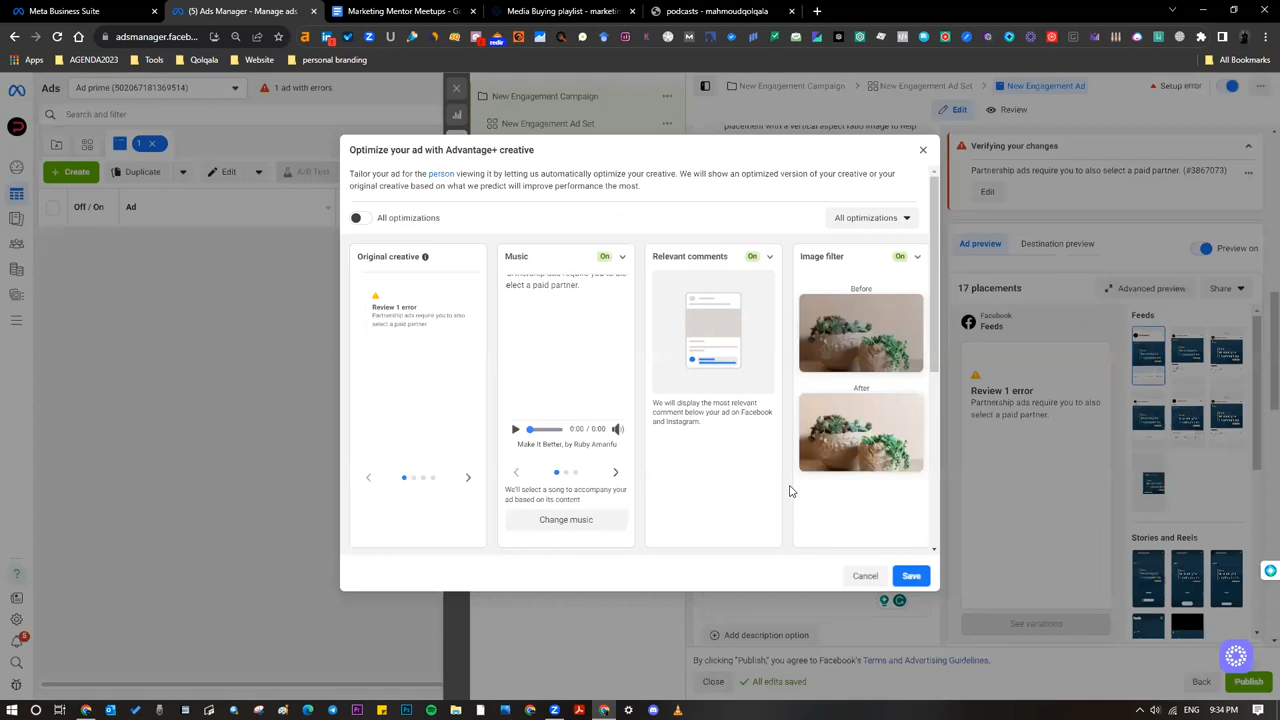 Meta Business Suite
(5) Ads Manager - Manage ads
Marketing Mentor Meetups - Go
Media Buying playlist - marketin
podcasts - mahmoudqolqala
adsmanager.faceb
redir
Apps
AGENDA2023
Tools
Qolqala
Website
personal branding
All Bookmarks
Ads
Ad prime (502067181369514)
1 ad with errors
Search and filter
1
Create
Duplicate
Edit
A/B Test
Off / On
Ad
New Engagement Campaign
New Engagement Ad Set
New Engagement Campaign
New Engagement Ad Set
New Engagement Ad
Setup error
Edit
Review
placement with a vertical aspect ratio image to help
Verifying your changes
Partnership ads require you to also select a paid partner. (#3867073)
Edit
Ad preview
Destination preview
Preview on
17 placements
Advanced preview
Share
Facebook
Feeds
Feeds
Review 1 error
Partnership ads require you to also
select a paid partner.
Stories and Reels
See variations
Optimize your ad with Advantage+ creative
Tailor your ad for the person viewing it by letting us automatically optimize your creative. We will show an optimized version of your creative or your
original creative based on what we predict will improve performance the most.
All optimizations
All optimizations
Original creative
Review 1 error
Partnership ads require you to also
select a paid partner
Music
On
elect a paid partner.
0:00 / 0:00
Make It Better, by Ruby Amanfu
We'll select a song to accompany your
ad based on its content
Change music
Relevant comments
On
We will display the most relevant
comment below your ad on Facebook
and Instagram.
Image filter
On
Before
After
Cancel
Save
Add description option
By clicking "Publish," you agree to Facebook's Terms and Advertising Guidelines.
Close
All edits saved
Back
Publish
5
9:34 PM